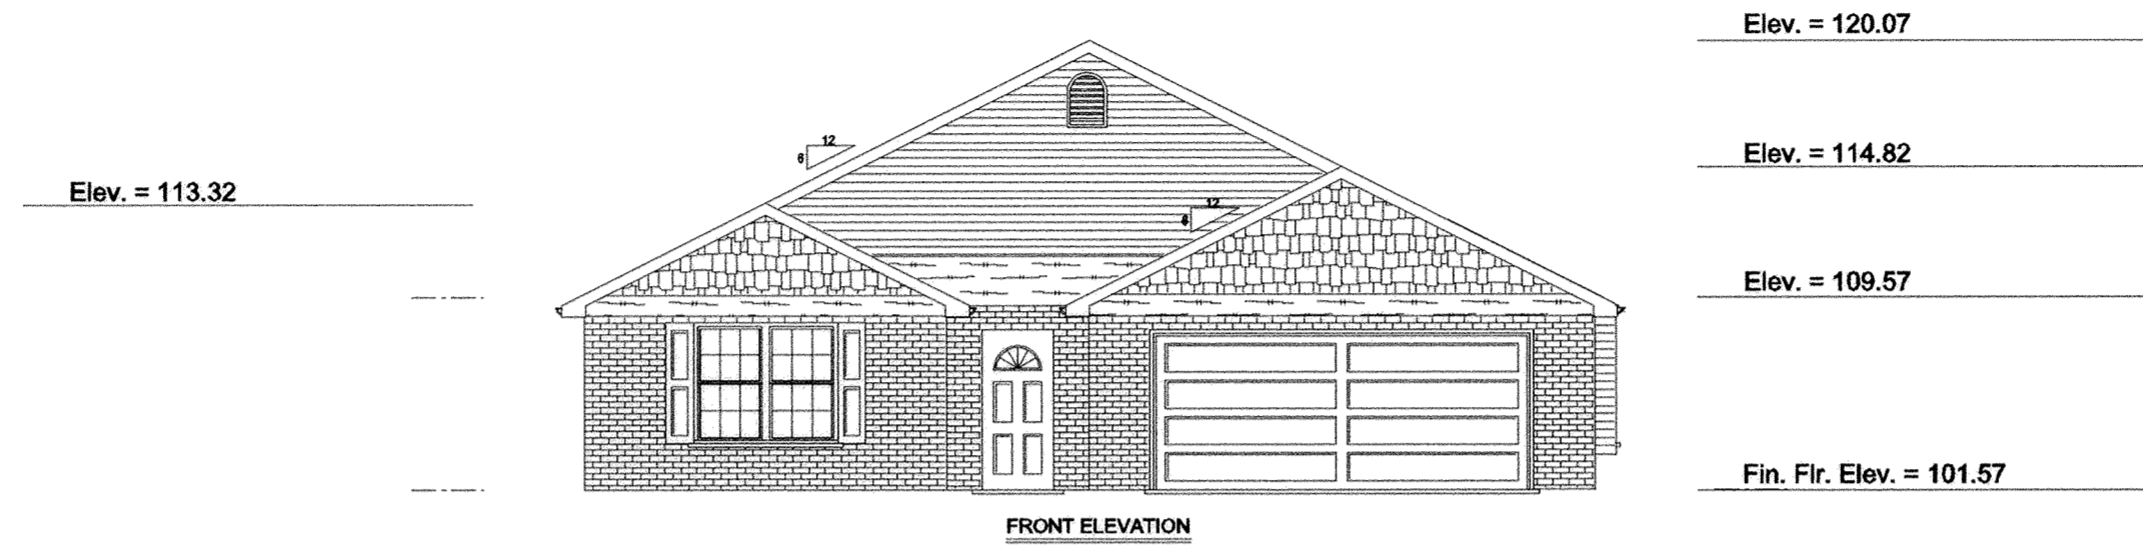 Elev. = 120.07
12
6
Elev. = 114.82
Elev. = 113.32
12
6
Elev. = 109.57
Fin. Flr. Elev. = 101.57
FRONT ELEVATION